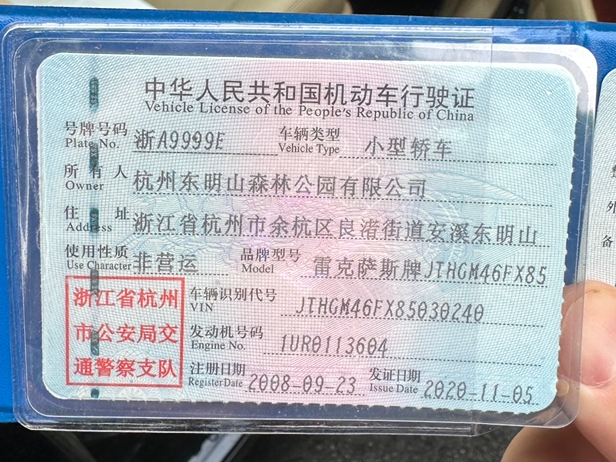 中华人民共和国机动车行驶证
Vehicle License of the People's Republic of China
号牌号码 浙A9999E 车辆类型 小型轿车
Plate No. Vehicle Type
所有人 杭州东明山森林公园有限公司
Owner
住址 浙江省杭州市余杭区良渚街道安溪东明山
Address
使用性质 非营运 品牌型号 雷克萨斯牌JTHGM46FX85
Use Character Model
浙江省杭州 车辆识别代号 JTHGM46FX85030240
VIN
市公安局交 发动机号码 1UR0113604
Engine No.
通警察支队 注册日期 2008-09-23 发证日期 2020-11-05
Register Date Issue Date
外
备